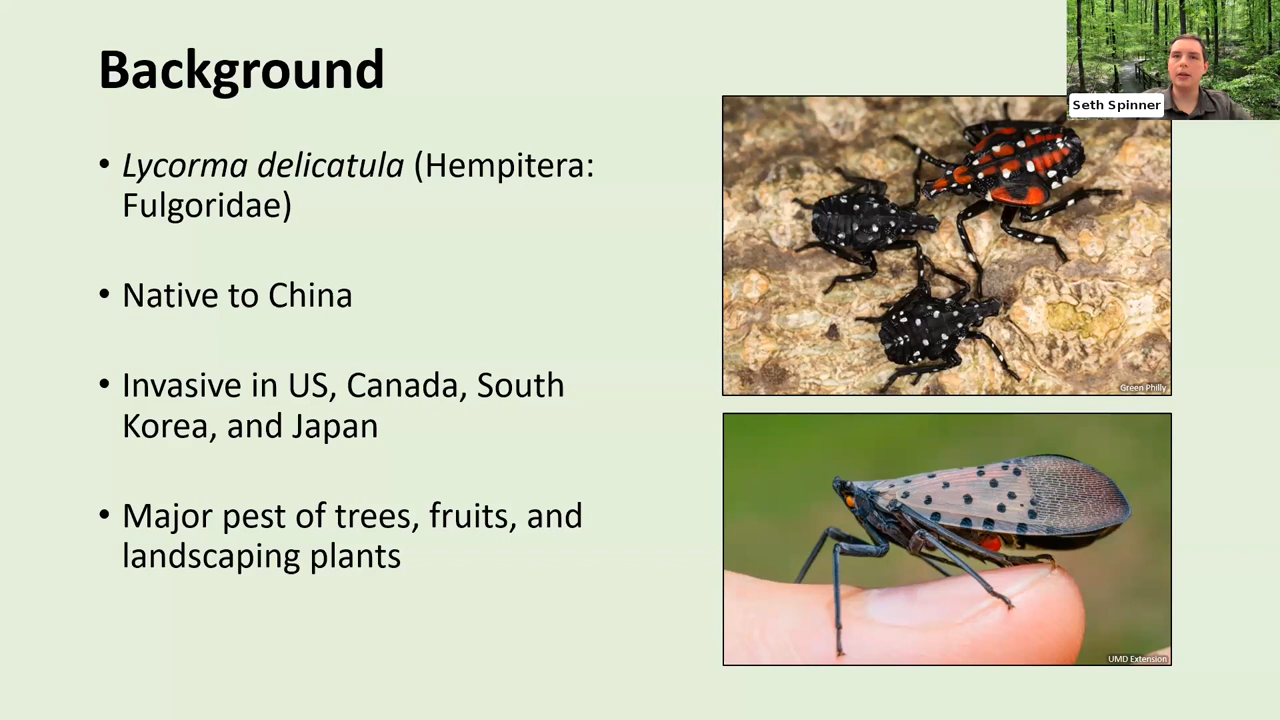 Background
Seth Spinner
• Lycorma delicatula (Hempitera:
Fulgoridae)
• Native to China
• Invasive in US, Canada, South
Korea, and Japan
• Major pest of trees, fruits, and
landscaping plants
Green Philly
UMD Extension